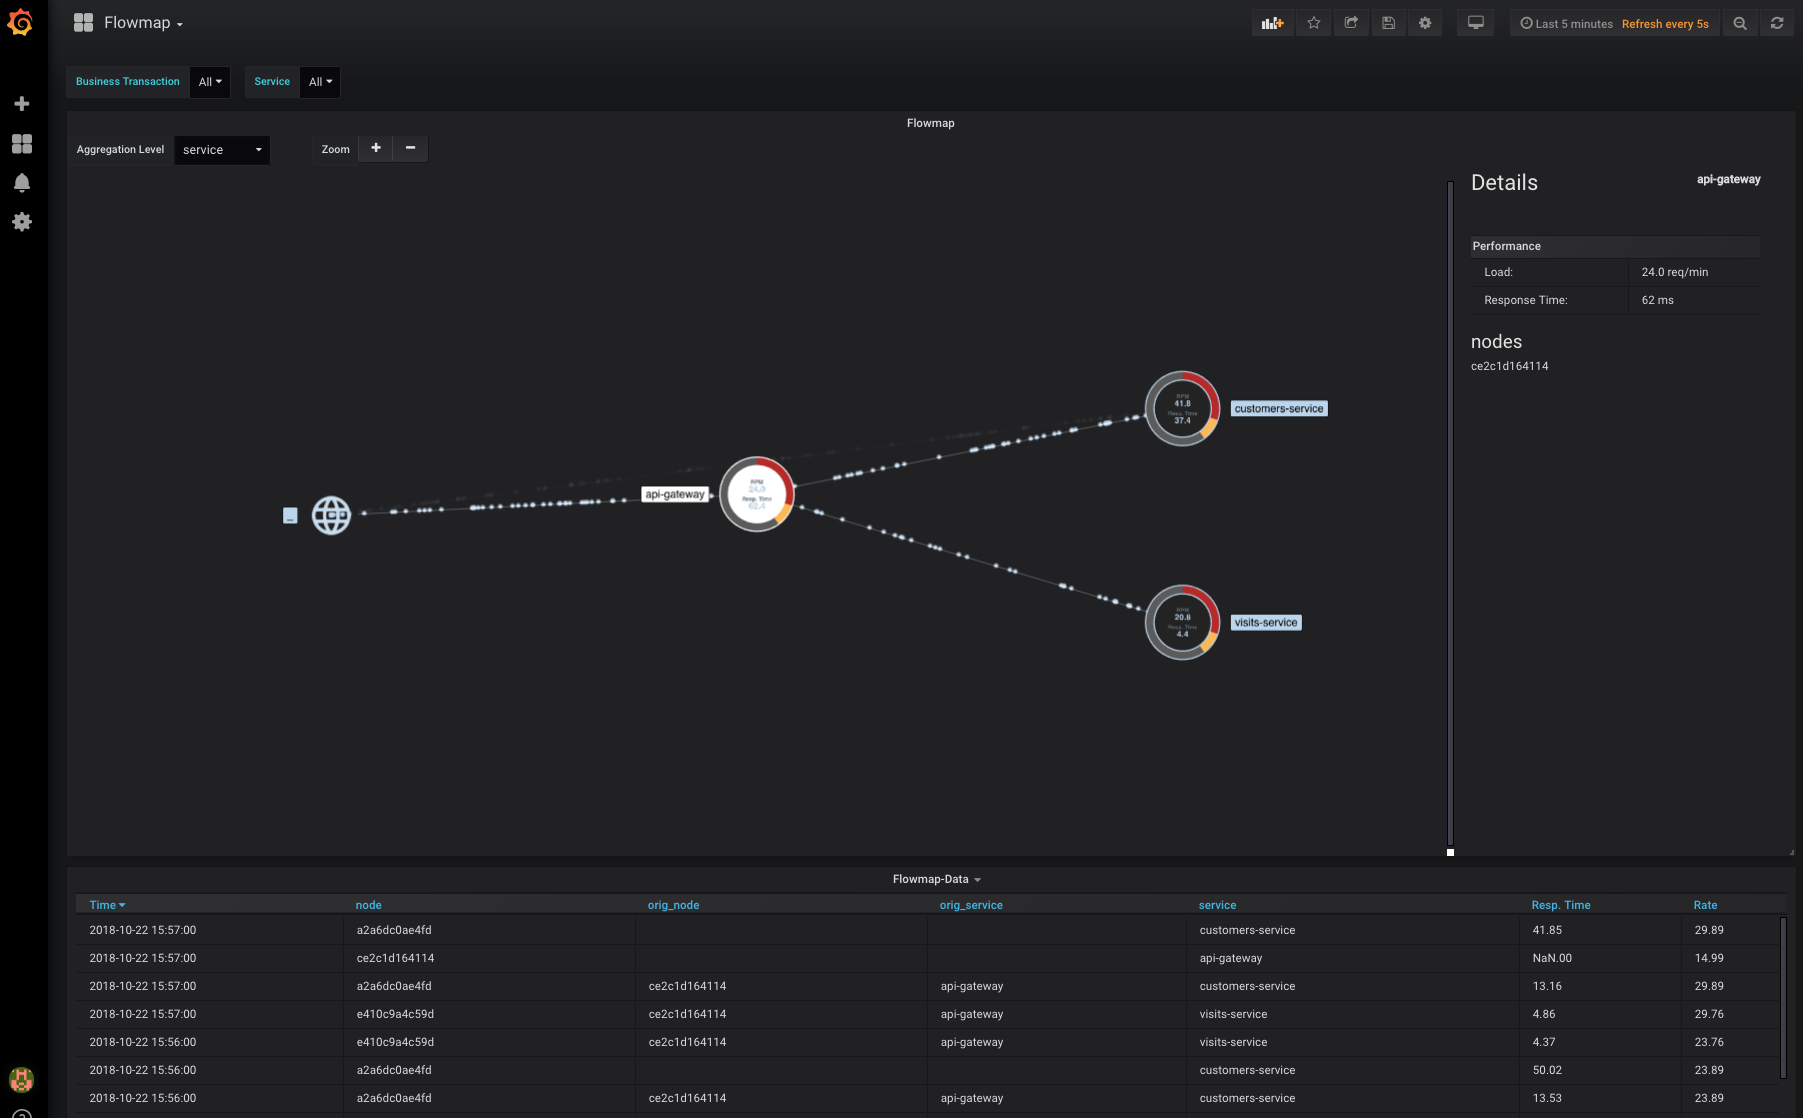 Flowmap
Last 5 minutes Refresh every 5s
Business Transaction All Service All
Flowmap
Aggregation Level service Zoom + −
Details api-gateway
Performance
Load: 24.0 req/min
Response Time: 62 ms
nodes
ce2c1d164114
RPM
41.8
Resp. Time
37.4
customers-service
api-gateway
RPM
24.0
Resp. Time
62.4
RPM
20.8
Resp. Time
4.4
visits-service
Flowmap-Data
Time node orig_node orig_service service Resp. Time Rate
2018-10-22 15:57:00 a2a6dc0ae4fd customers-service 41.85 29.89
2018-10-22 15:57:00 ce2c1d164114 api-gateway NaN.00 14.99
2018-10-22 15:57:00 a2a6dc0ae4fd ce2c1d164114 api-gateway customers-service 13.16 29.89
2018-10-22 15:57:00 e410c9a4c59d ce2c1d164114 api-gateway visits-service 4.86 29.76
2018-10-22 15:56:00 e410c9a4c59d ce2c1d164114 api-gateway visits-service 4.37 23.76
2018-10-22 15:56:00 a2a6dc0ae4fd customers-service 50.02 23.89
2018-10-22 15:56:00 a2a6dc0ae4fd ce2c1d164114 api-gateway customers-service 13.53 23.89